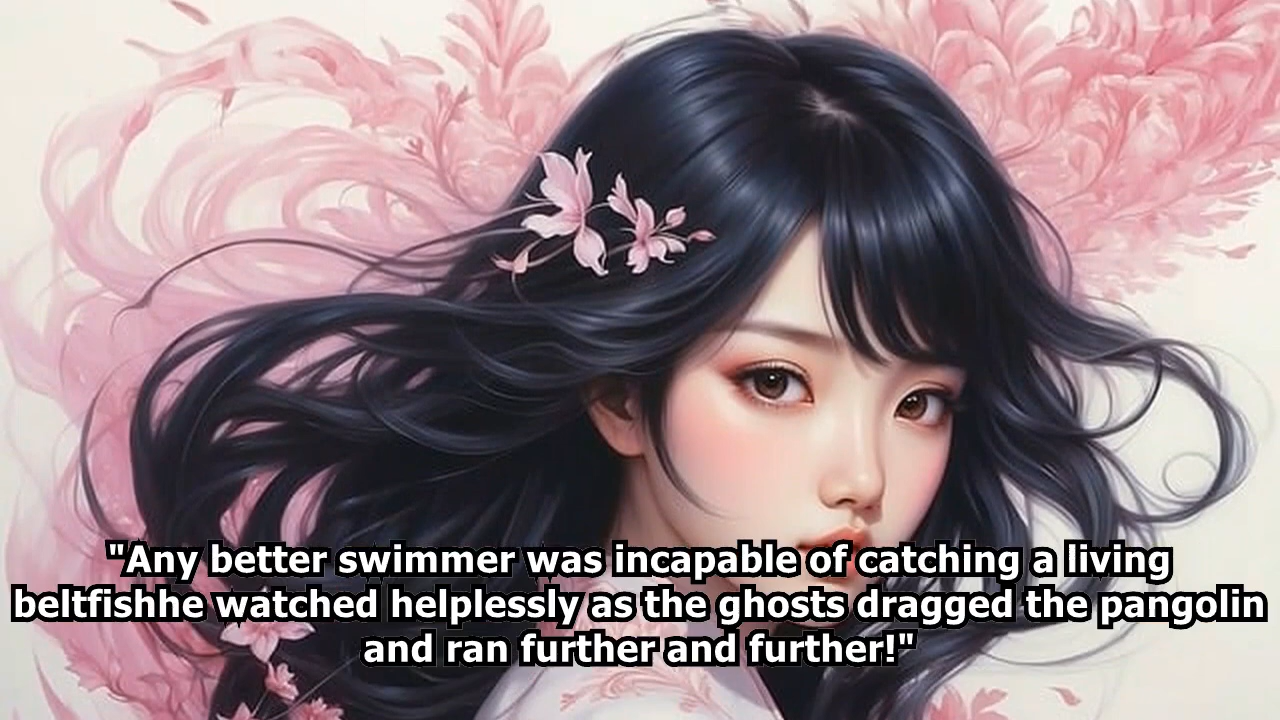 "Any better swimmer was incapable of catching a living
beltfishhe watched helplessly as the ghosts dragged the pangolin
and ran further and further!"